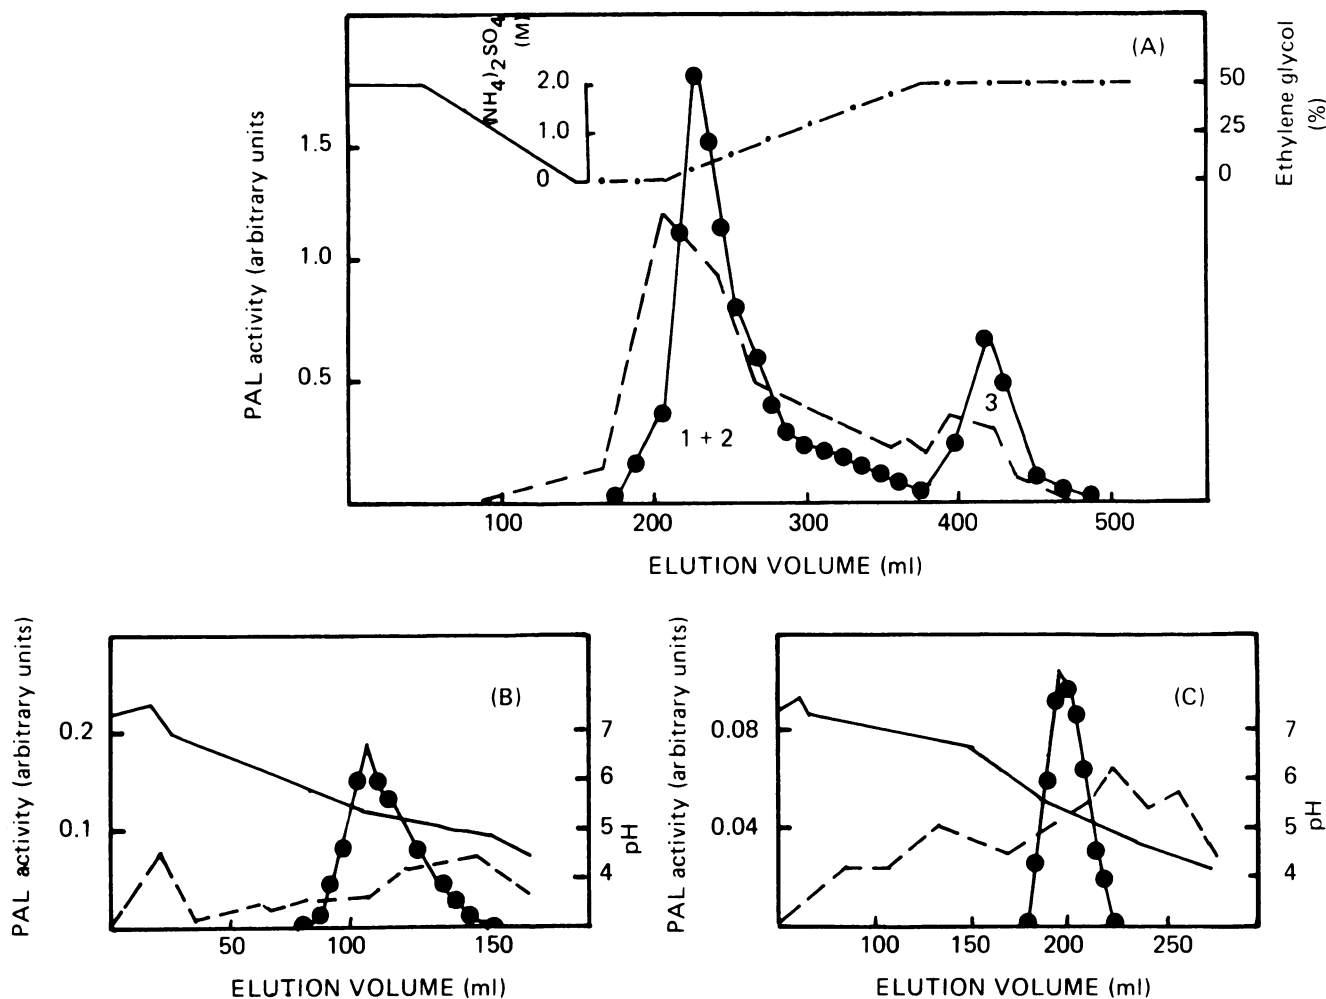 (A)
PAL activity (arbitrary units
1.5
1.0
0.5
NH4)2SO4
(M)
2.0
1.0
0
50
25
0
Ethylene glycol
(%)
1 + 2
3
100
200
300
400
500
ELUTION VOLUME (ml)
(B)
PAL activity (arbitrary units)
0.2
0.1
7
6
5
4
pH
50
100
150
ELUTION VOLUME (ml)
(C)
PAL activity (arbitrary units)
0.08
0.04
7
6
5
4
pH
100
150
200
250
ELUTION VOLUME (ml)